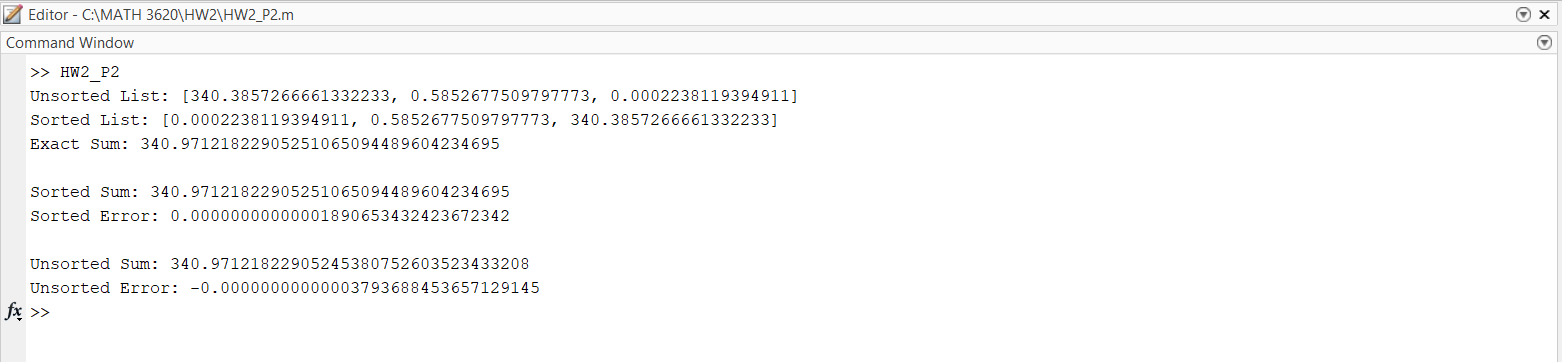 Editor - C:\MATH 3620\HW2\HW2_P2.m
Command Window
>> HW2_P2
Unsorted List: [340.3857266661332233, 0.5852677509797773, 0.0002238119394911]
Sorted List: [0.0002238119394911, 0.5852677509797773, 340.3857266661332233]
Exact Sum: 340.97121822905251065094489604234695
Sorted Sum: 340.97121822905251065094489604234695
Sorted Error: 0.00000000000001890653432423672342
Unsorted Sum: 340.97121822905245380752603523433208
Unsorted Error: -0.00000000000003793688453657129145
fx >>